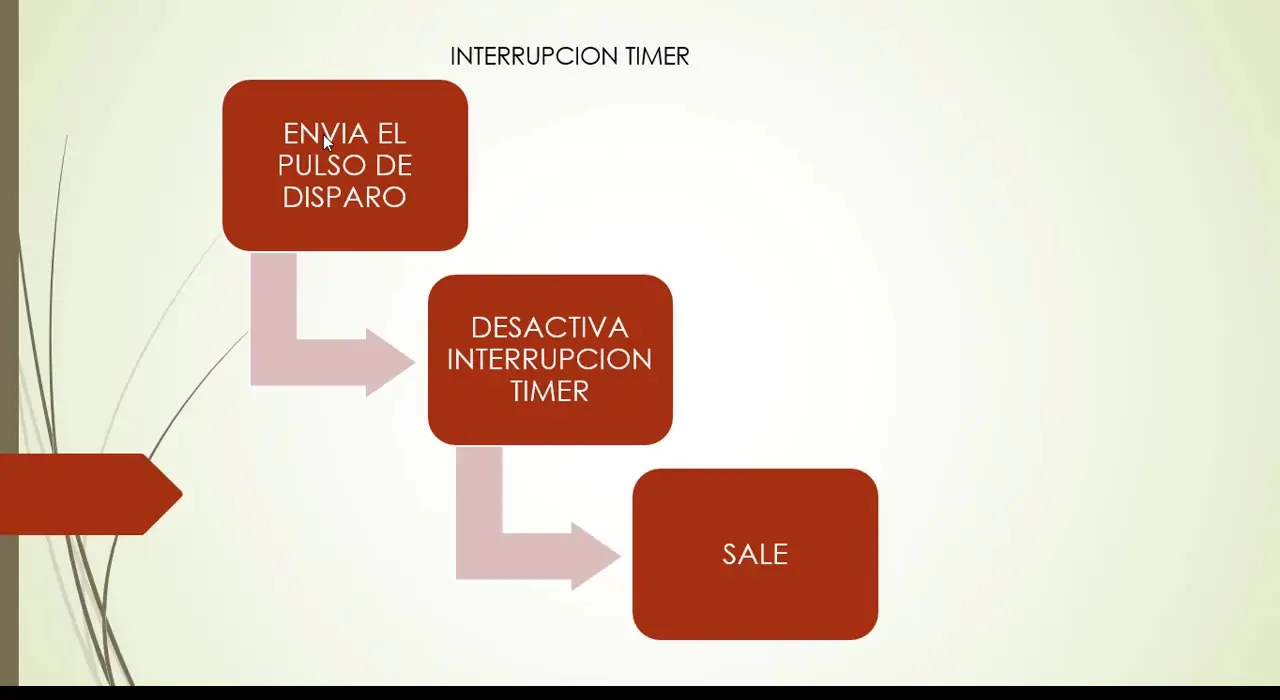 INTERRUPCION TIMER
ENVIA EL
PULSO DE
DISPARO
DESACTIVA
INTERRUPCION
TIMER
SALE